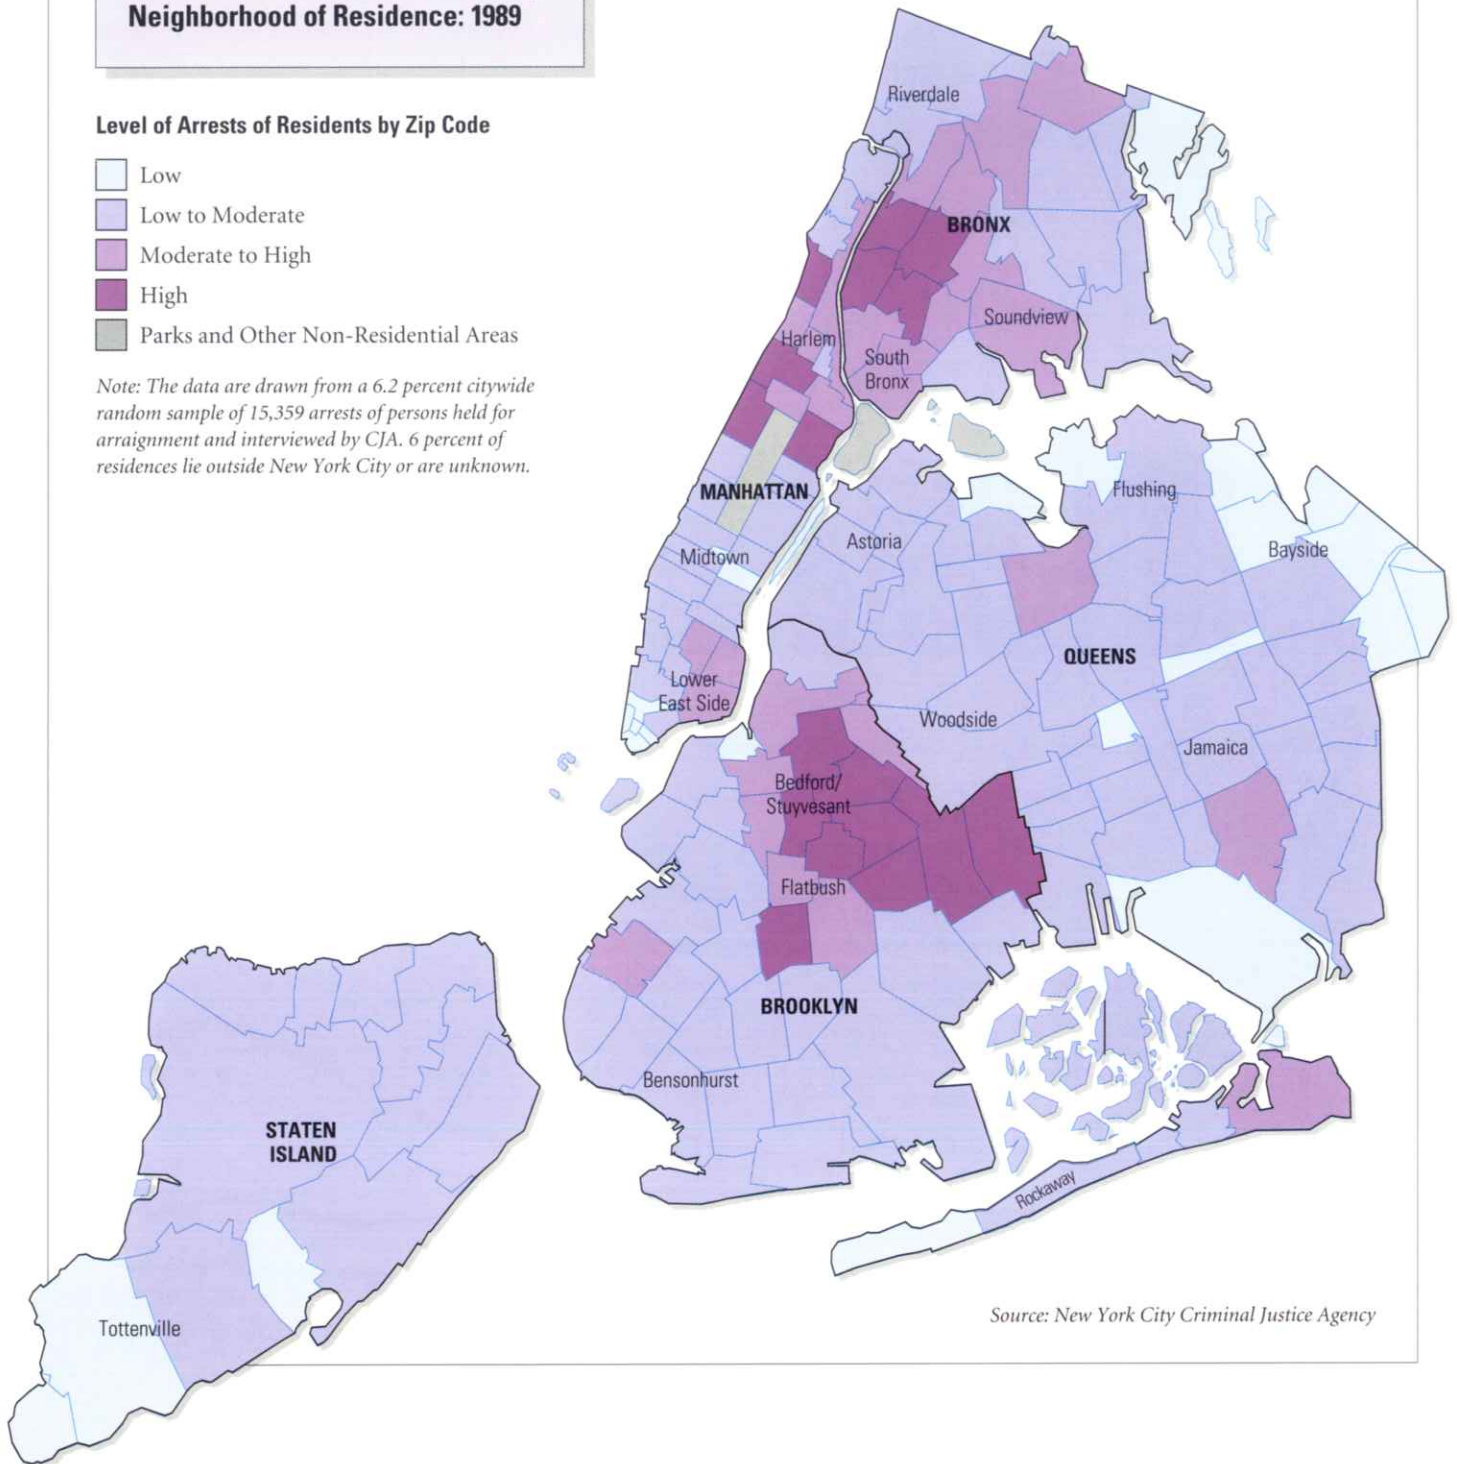 Neighborhood of Residence: 1989
Level of Arrests of Residents by Zip Code
Low
Low to Moderate
Moderate to High
High
Parks and Other Non-Residential Areas
Note: The data are drawn from a 6.2 percent citywide
random sample of 15,359 arrests of persons held for
arraignment and interviewed by CJA. 6 percent of
residences lie outside New York City or are unknown.
Riverdale
BRONX
Soundview
Harlem
South
Bronx
MANHATTAN
Flushing
Midtown
Astoria
Bayside
QUEENS
Lower
East Side
Woodside
Jamaica
Bedford/
Stuyvesant
Flatbush
BROOKLYN
Bensonhurst
STATEN
ISLAND
Rockaway
Tottenville
Source: New York City Criminal Justice Agency